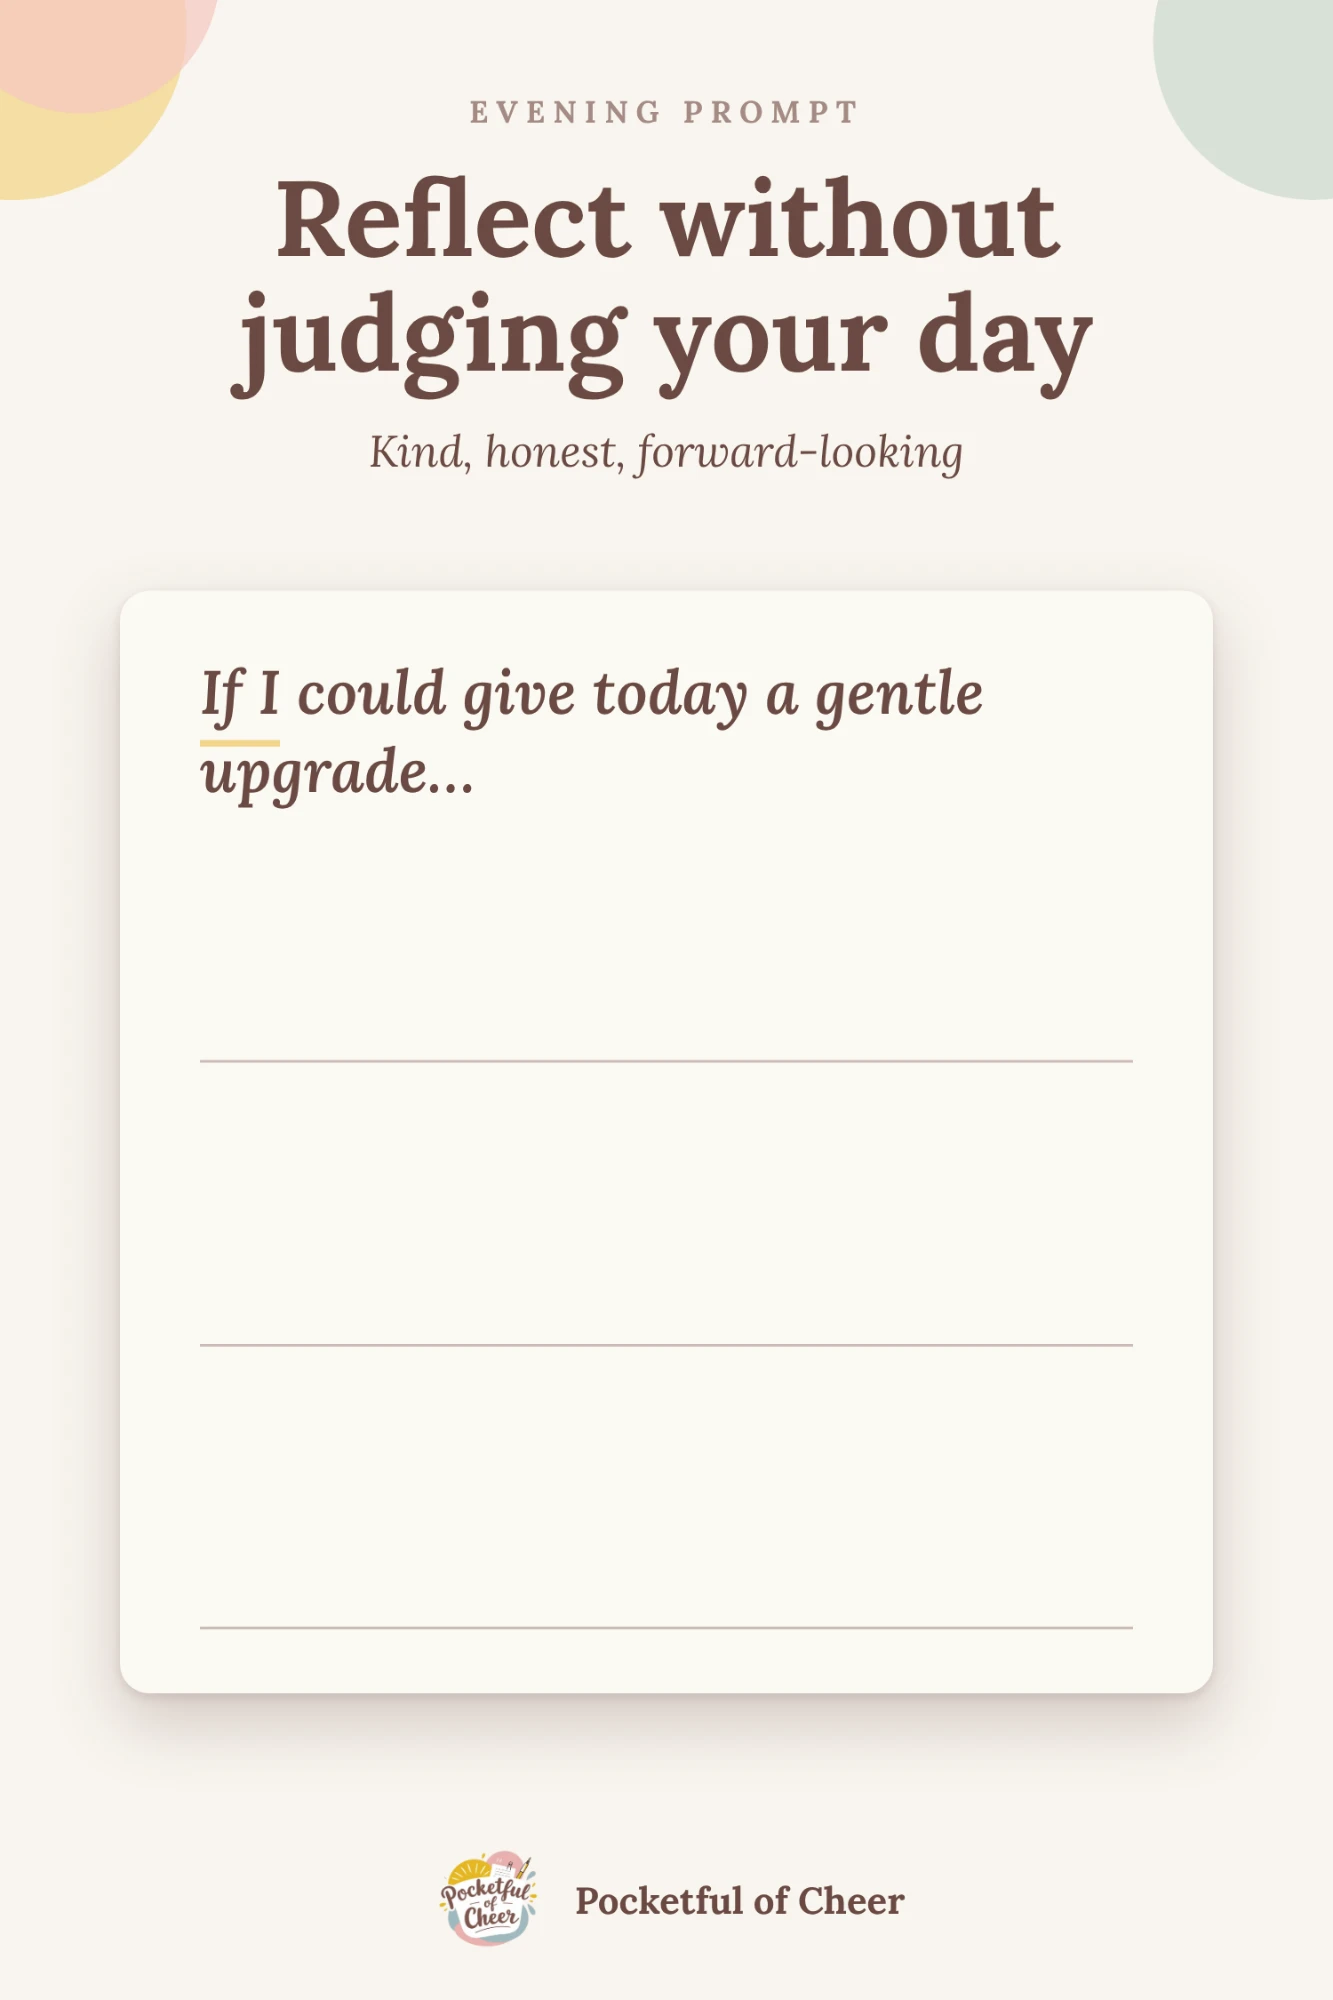 EVENING PROMPT
Reflect without
judging your day
Kind, honest, forward-looking
If I could give today a gentle
upgrade...
Pocketful
of
Cheer
Pocketful of Cheer